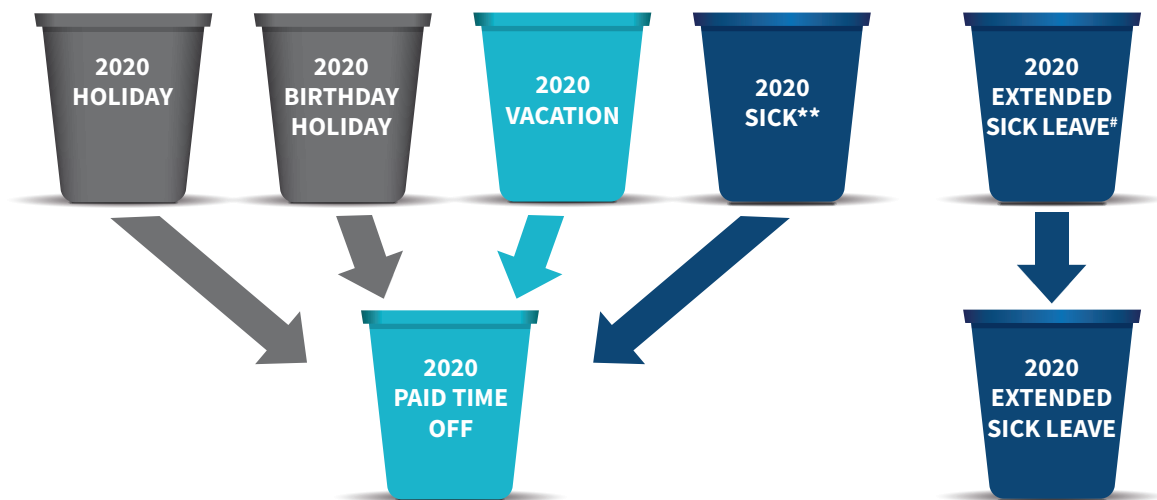 2020
HOLIDAY
2020
BIRTHDAY
HOLIDAY
2020
VACATION
2020
SICK**
2020
EXTENDED
SICK LEAVE#
2020
PAID TIME
OFF
2020
EXTENDED
SICK LEAVE